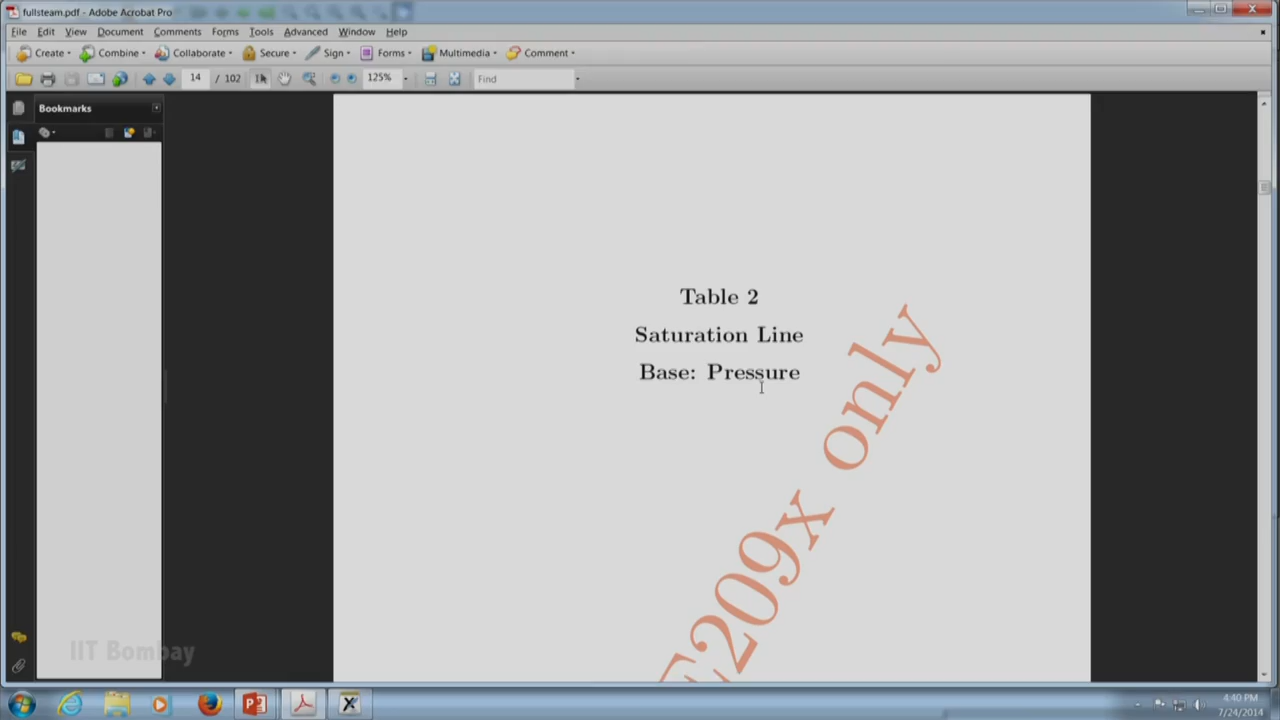 fullsteam.pdf - Adobe Acrobat Pro
File Edit View Document Comments Forms Tools Advanced Window Help
Create Combine Collaborate Secure Sign Forms Multimedia Comment
14 / 102 125% Find
Bookmarks
Table 2
Saturation Line
Base: Pressure
E209x only
IIT Bombay
4:40 PM
7/24/2014